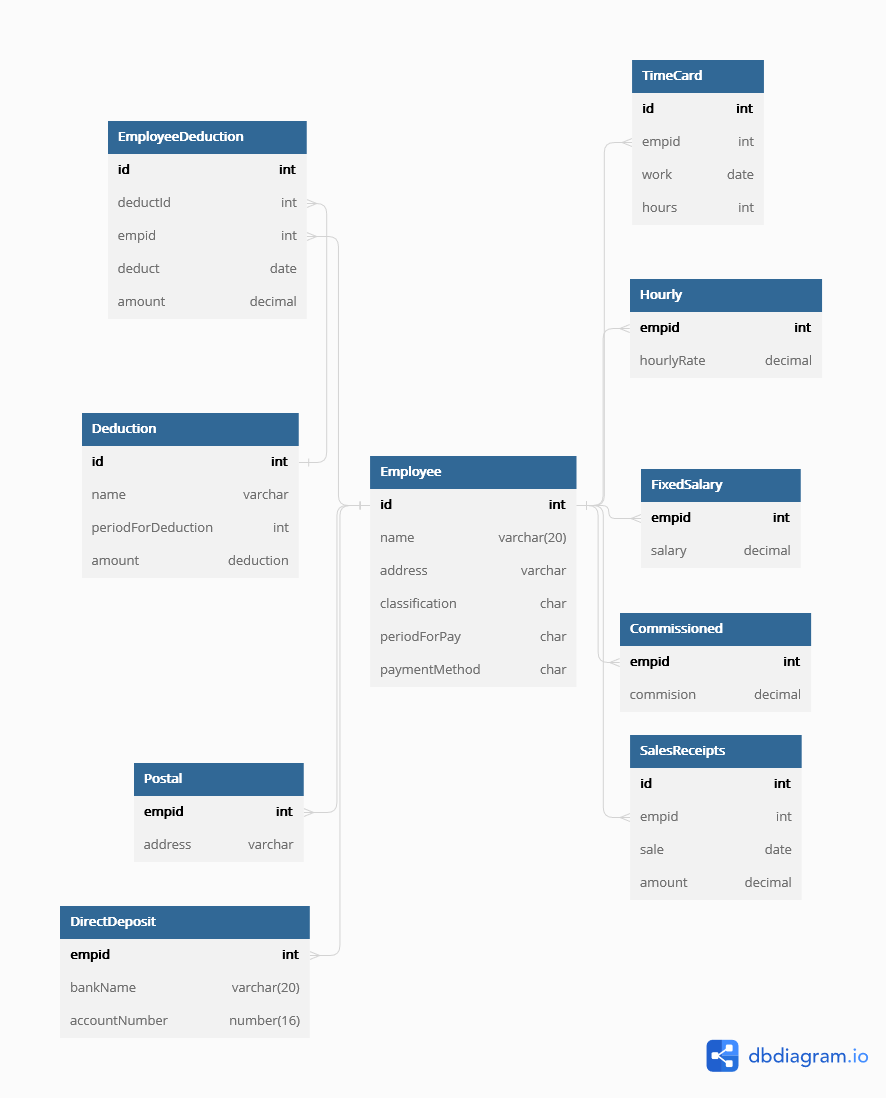 TimeCard
id int
empid int
work date
hours int
EmployeeDeduction
id int
deductId int
empid int
deduct date
amount decimal
Hourly
empid int
hourlyRate decimal
Deduction
id int
name varchar
periodForDeduction int
amount deduction
Employee
id int
name varchar(20)
address varchar
classification char
periodForPay char
paymentMethod char
FixedSalary
empid int
salary decimal
Commissioned
empid int
commision decimal
SalesReceipts
id int
empid int
sale date
amount decimal
Postal
empid int
address varchar
DirectDeposit
empid int
bankName varchar(20)
accountNumber number(16)
dbdiagram.io